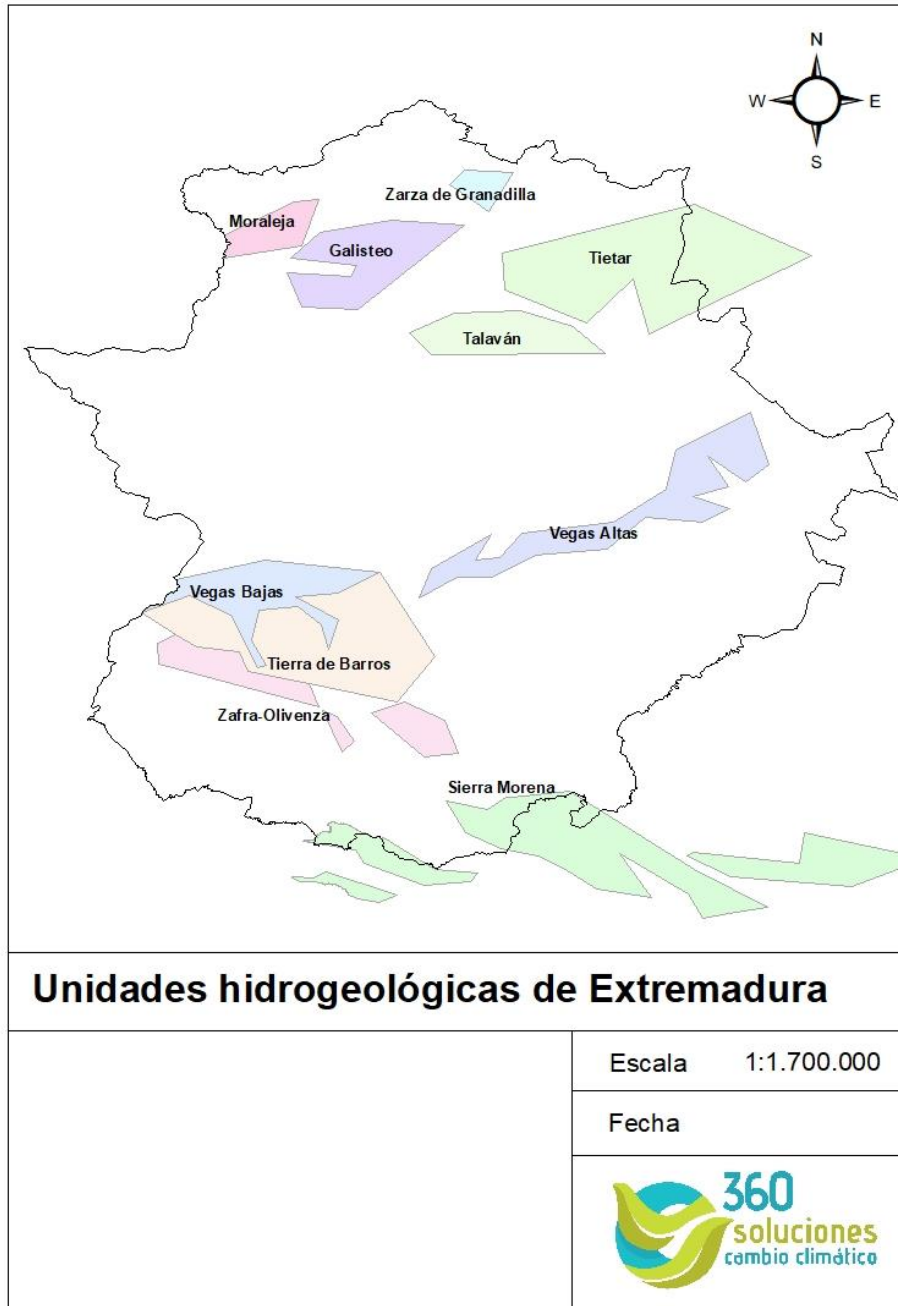 N
W E
S
Zarza de Granadilla
Moraleja
Galisteo
Tietar
Talaván
Vegas Altas
Vegas Bajas
Tierra de Barros
Zafra-Olivenza
Sierra Morena
Unidades hidrogeológicas de Extremadura
Escala 1:1.700.000
Fecha
360
soluciones
cambio climático